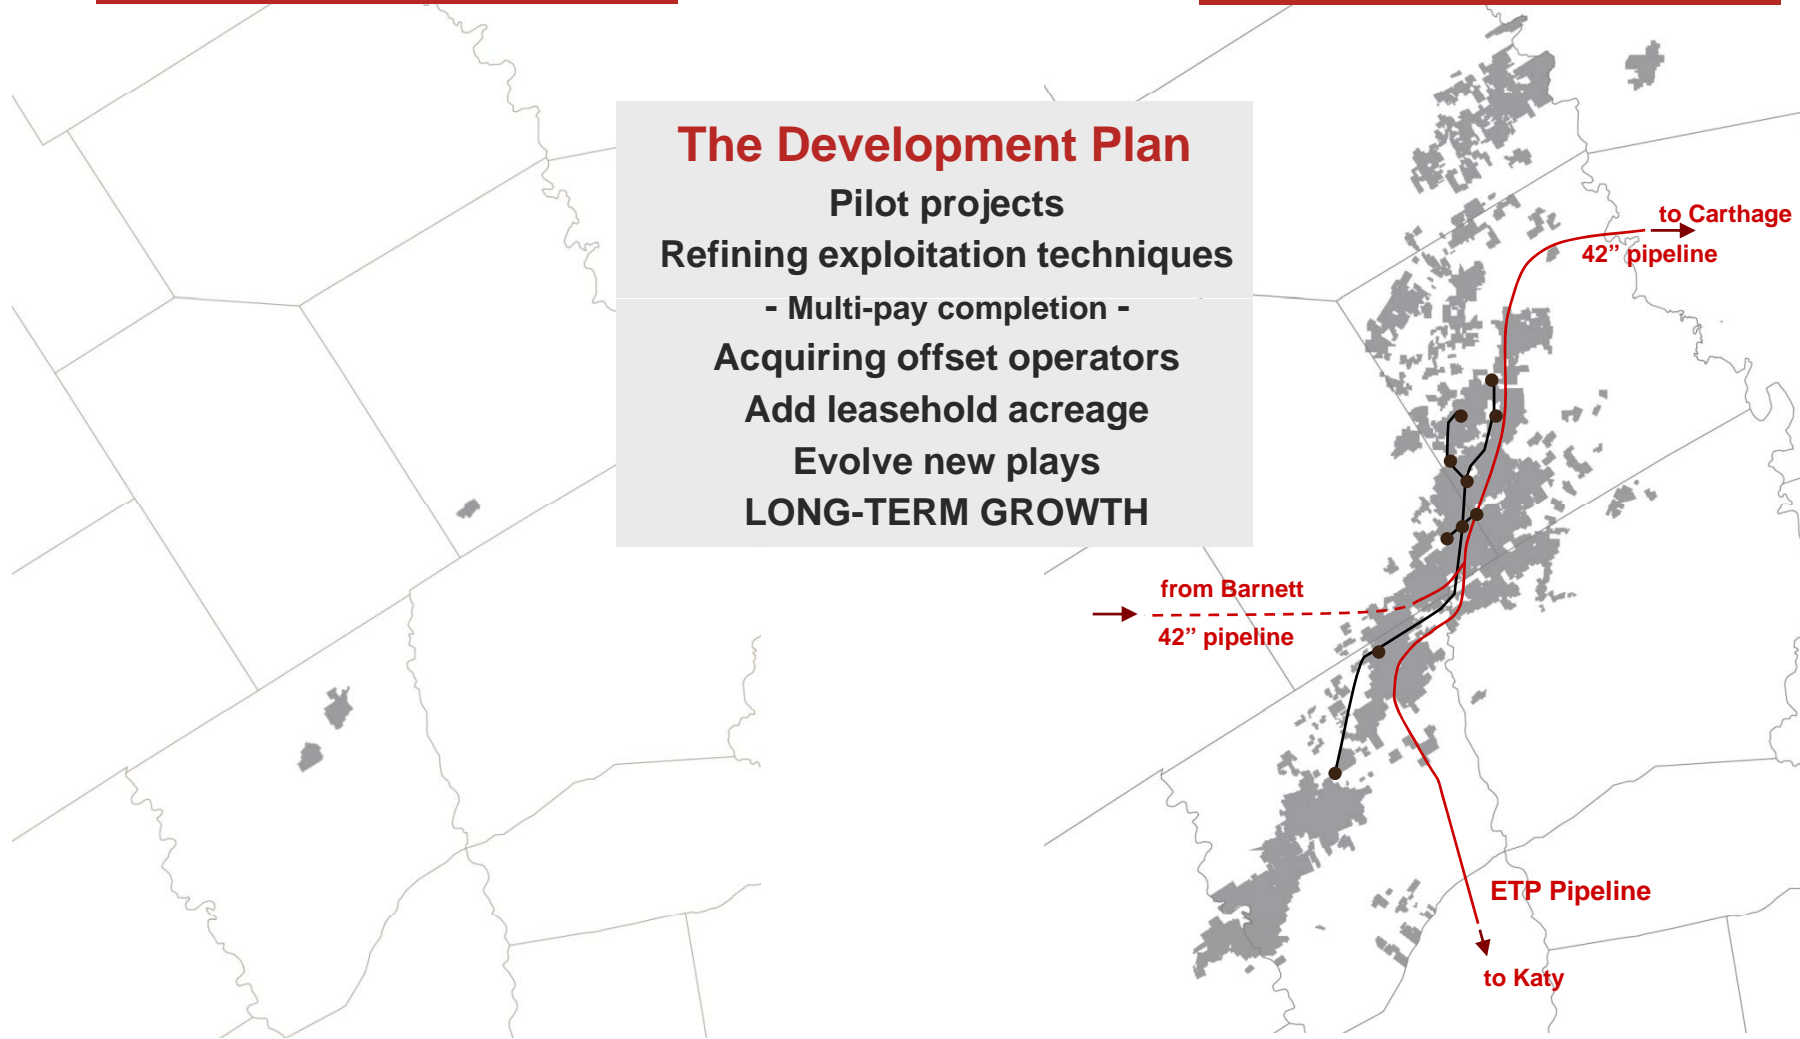 The Development Plan
Pilot projects
Refining exploitation techniques
- Multi-pay completion -
Acquiring offset operators
Add leasehold acreage
Evolve new plays
LONG-TERM GROWTH
to Carthage
42” pipeline
from Barnett
42” pipeline
ETP Pipeline
to Katy